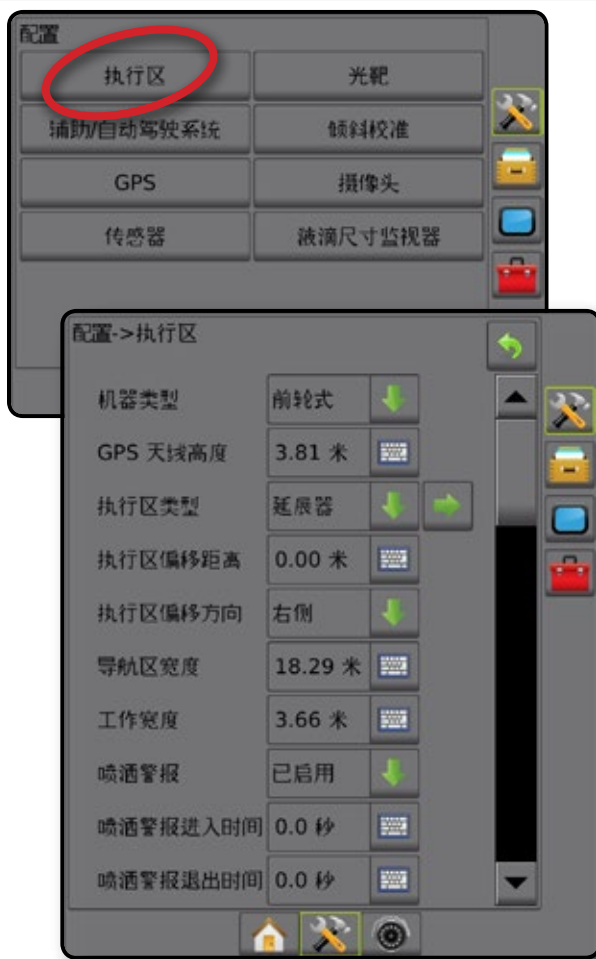 配置
执行区 光靶
辅助/自动驾驶系统 倾斜校准
GPS 摄像头
传感器 液滴尺寸监视器
配置->执行区
机器类型 前轮式
GPS 天线高度 3.81 米
执行区类型 延展器
执行区偏移距离 0.00 米
执行区偏移方向 右侧
导航区宽度 18.29 米
工作宽度 3.66 米
喷洒警报 已启用
喷洒警报进入时间 0.0 秒
喷洒警报退出时间 0.0 秒